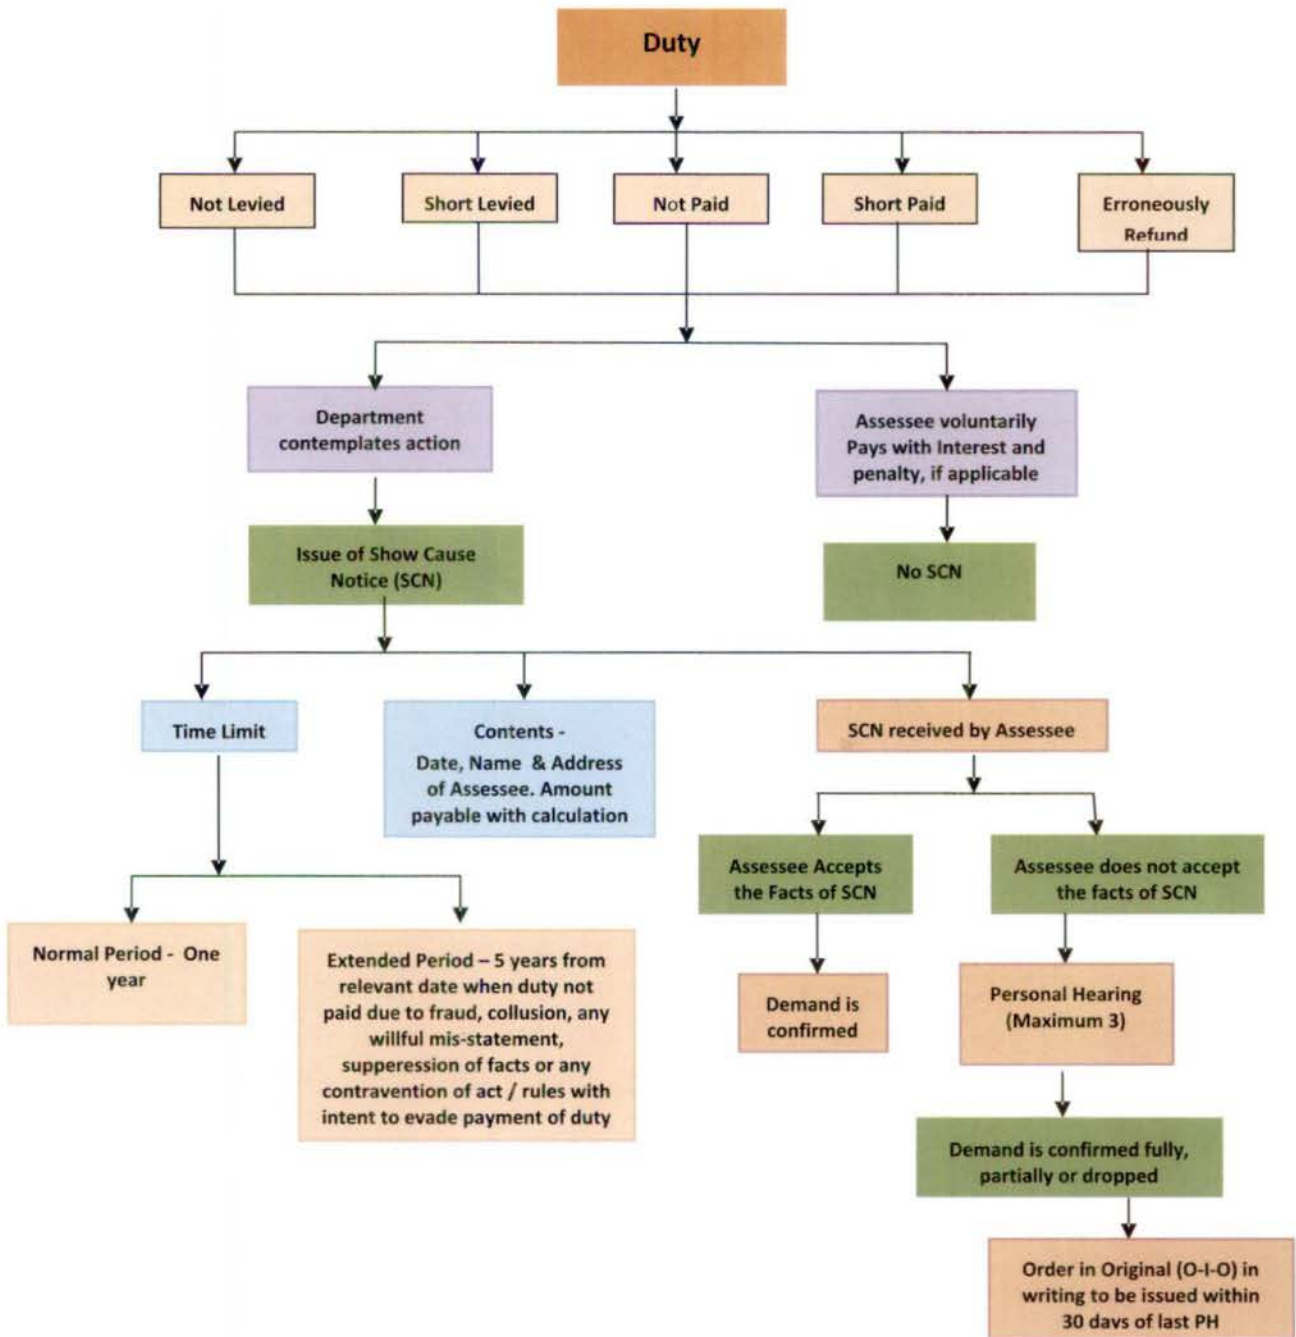 Duty
Not Levied
Short Levied
Not Paid
Short Paid
Erroneously
Refund
Department
contemplates action
Assessee voluntarily
Pays with Interest and
penalty, if applicable
Issue of Show Cause
Notice (SCN)
No SCN
Time Limit
Contents -
Date, Name & Address
of Assessee. Amount
payable with calculation
SCN received by Assessee
Assessee Accepts
the Facts of SCN
Assessee does not accept
the facts of SCN
Normal Period - One
year
Extended Period – 5 years from
relevant date when duty not
paid due to fraud, collusion, any
willful mis-statement,
supperession of facts or any
contravention of act / rules with
intent to evade payment of duty
Demand is
confirmed
Personal Hearing
(Maximum 3)
Demand is confirmed fully,
partially or dropped
Order in Original (O-I-O) in
writing to be issued within
30 days of last PH